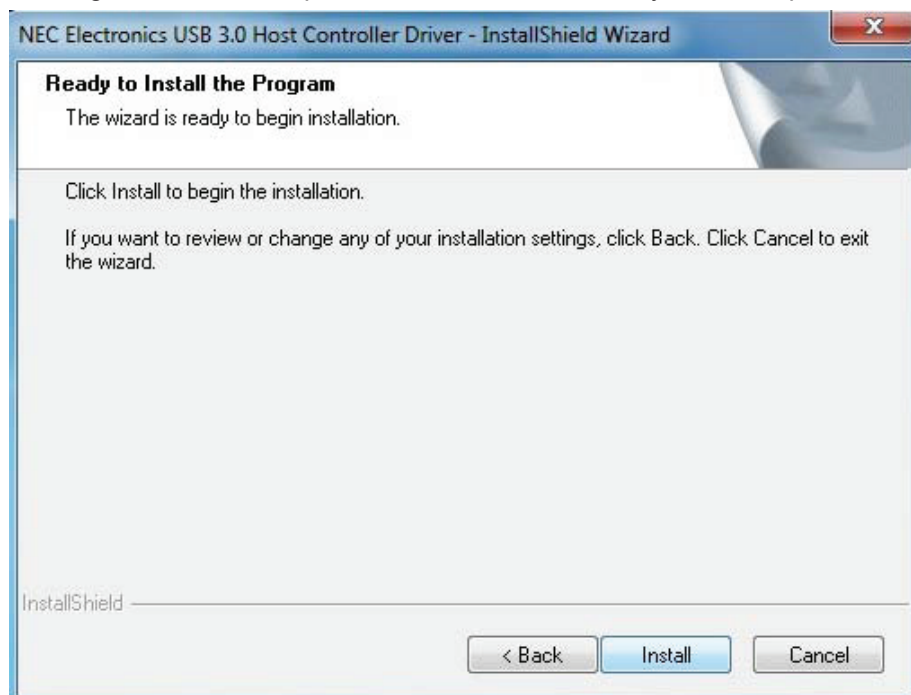 NEC Electronics USB 3.0 Host Controller Driver - InstallShield Wizard
Ready to Install the Program
The wizard is ready to begin installation.
Click Install to begin the installation.
If you want to review or change any of your installation settings, click Back. Click Cancel to exit
the wizard.
InstallShield
< Back Install Cancel